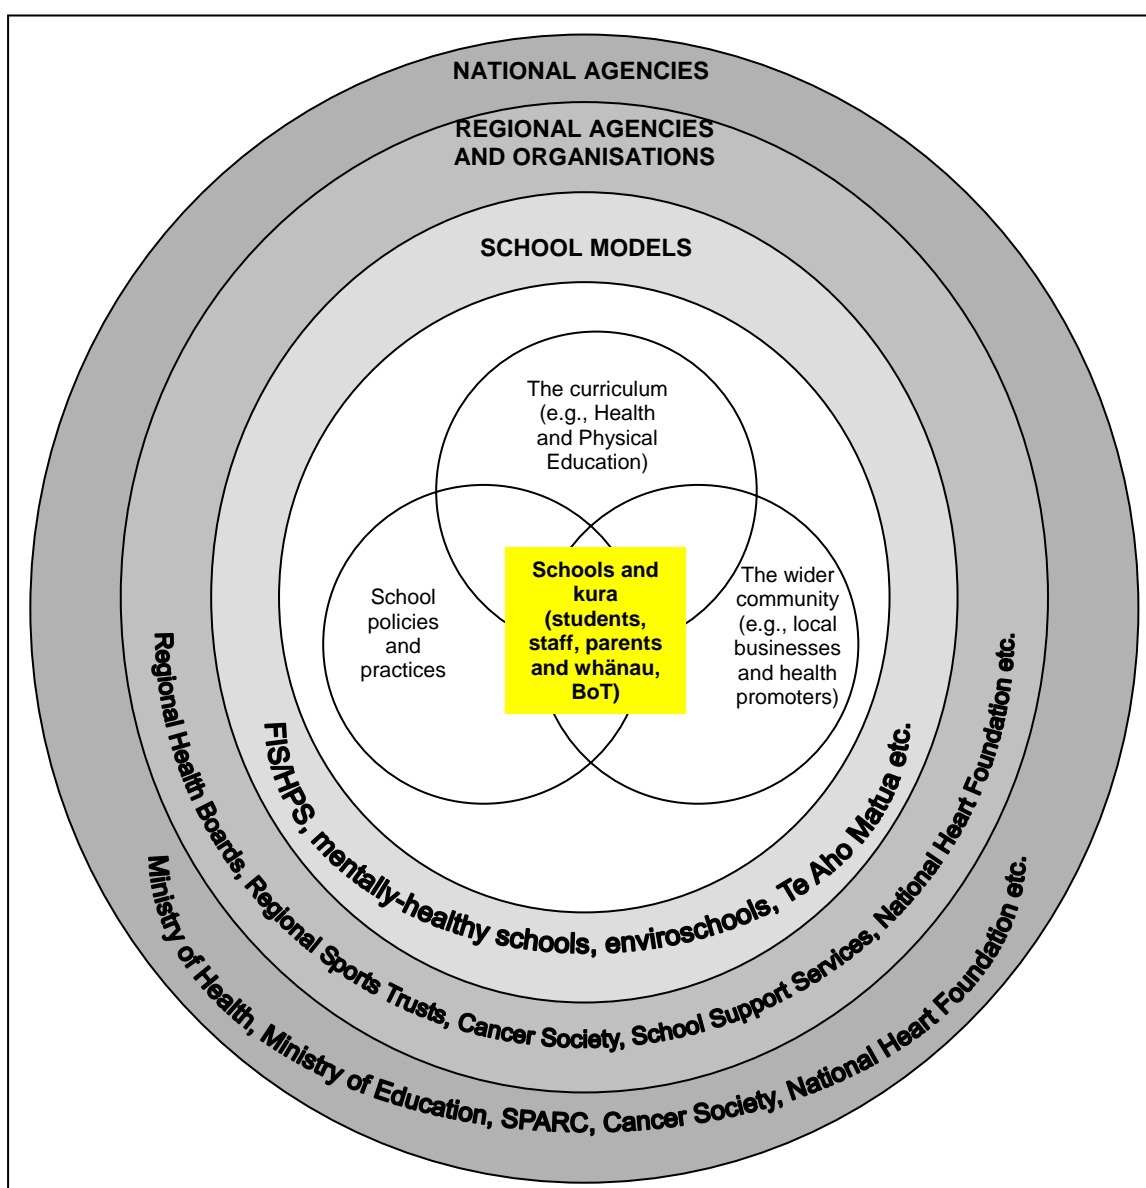 NATIONAL AGENCIES
REGIONAL AGENCIES
AND ORGANISATIONS
SCHOOL MODELS
The curriculum
(e.g., Health
and Physical
Education)
School
policies
and
practices
Schools and
kura
(students,
staff, parents
and whänau,
BoT)
The wider
community
(e.g., local
businesses
and health
promoters)
FIS/HPS, mentally-healthy schools, enviroschools, Te Aho Matua etc.
Regional Health Boards, Regional Sports Trusts, Cancer Society, School Support Services, National Heart Foundation etc.
Ministry of Health, Ministry of Education, SPARC, Cancer Society, National Heart Foundation etc.